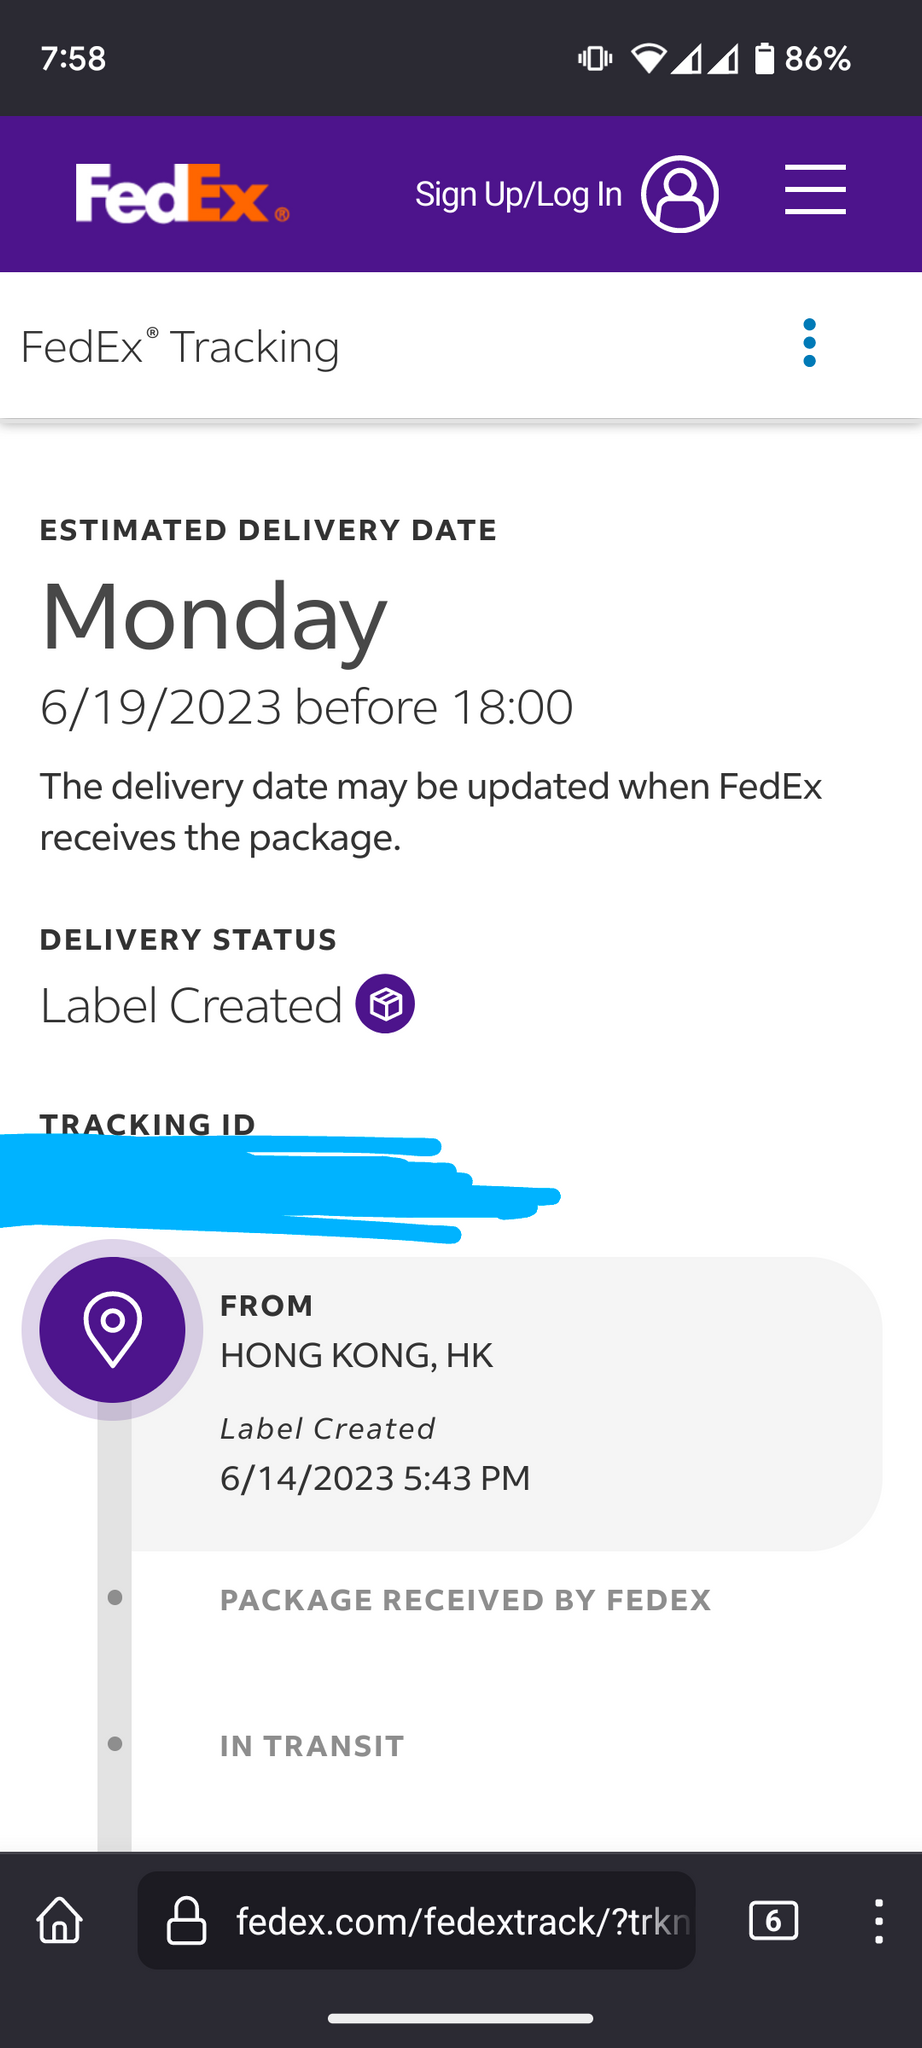 7:58
86%
FedEx®
Sign Up/Log In
FedEx® Tracking
ESTIMATED DELIVERY DATE
Monday
6/19/2023 before 18:00
The delivery date may be updated when FedEx
receives the package.
DELIVERY STATUS
Label Created
TRACKING ID
FROM
HONG KONG, HK
Label Created
6/14/2023 5:43 PM
PACKAGE RECEIVED BY FEDEX
IN TRANSIT
fedex.com/fedextrack/?trkn
6